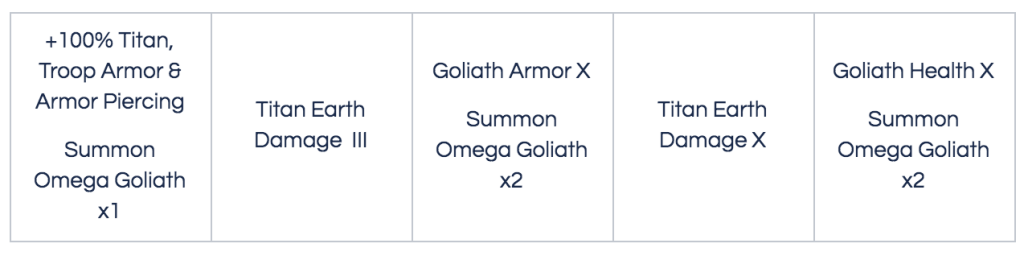 +100% Titan,
Troop Armor &
Armor Piercing
Summon
Omega Goliath
x1
Titan Earth
Damage III
Goliath Armor X
Summon
Omega Goliath
x2
Titan Earth
Damage X
Goliath Health X
Summon
Omega Goliath
x2